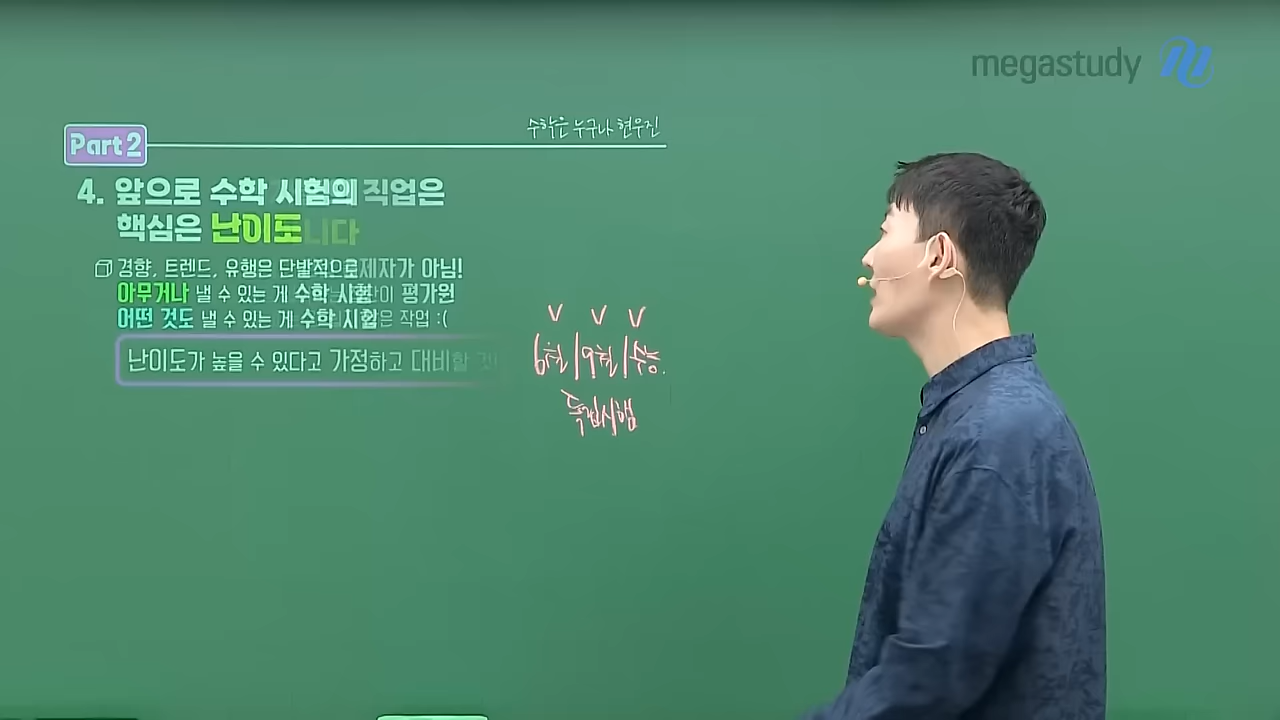 megastudy
Part 2
수학은 누구나 현우진
4. 앞으로 수학 시험의 직업은
핵심은 난이도니다
경향, 트렌드, 유행은 단발적으로제자가 아님!
아무거나 낼 수 있는 게 수학 시험이 평가원
어떤 것도 낼 수 있는 게 수학 시험은 작업 :(
난이도가 높을 수 있다고 가정하고 대비할
V V V
6월 | 9월 | 수능.
독립시행